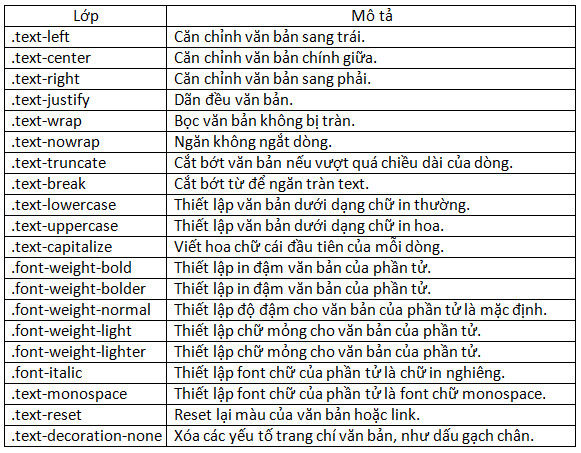 Lớp Mô tả
.text-left Căn chỉnh văn bản sang trái.
.text-center Căn chỉnh văn bản chính giữa.
.text-right Căn chỉnh văn bản sang phải.
.text-justify Dãn đều văn bản.
.text-wrap Bọc văn bản không bị tràn.
.text-nowrap Ngăn không ngắt dòng.
.text-truncate Cắt bớt văn bản nếu vượt quá chiều dài của dòng.
.text-break Cắt bớt từ để ngăn tràn text.
.text-lowercase Thiết lập văn bản dưới dạng chữ in thường.
.text-uppercase Thiết lập văn bản dưới dạng chữ in hoa.
.text-capitalize Viết hoa chữ cái đầu tiên của mỗi dòng.
.font-weight-bold Thiết lập in đậm văn bản của phần tử.
.font-weight-bolder Thiết lập in đậm văn bản của phần tử.
.font-weight-normal Thiết lập độ đậm cho văn bản của phần tử là mặc định.
.font-weight-light Thiết lập chữ mỏng cho văn bản của phần tử.
.font-weight-lighter Thiết lập chữ mỏng cho văn bản của phần tử.
.font-italic Thiết lập font chữ của phần tử là chữ in nghiêng.
.text-monospace Thiết lập font chữ của phần tử là font chữ monospace.
.text-reset Reset lại màu của văn bản hoặc link.
.text-decoration-none Xóa các yếu tố trang chí văn bản, như dấu gạch chân.